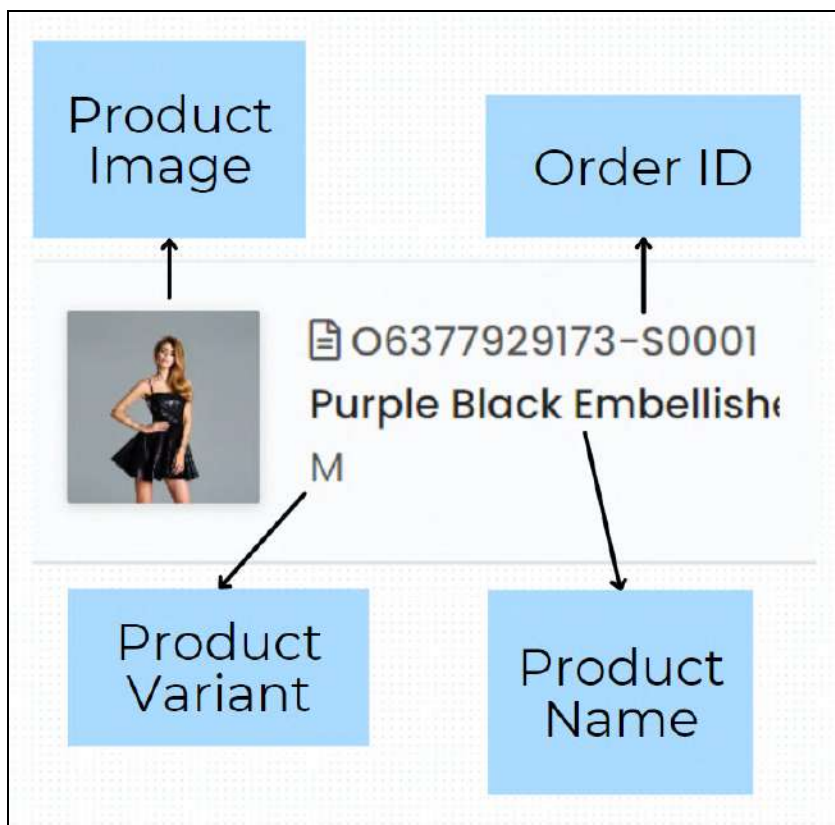 Product
Image
Order ID
O6377929173-S0001
Purple Black Embellishe
M
Product
Variant
Product
Name